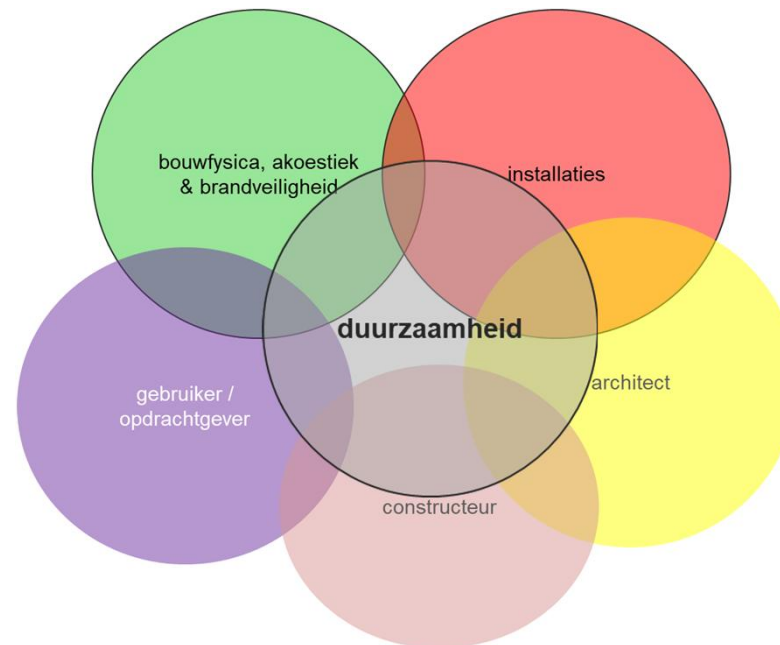 bouwfysica, akoestiek
& brandveiligheid
installaties
duurzaamheid
gebruiker /
opdrachtgever
architect
constructeur